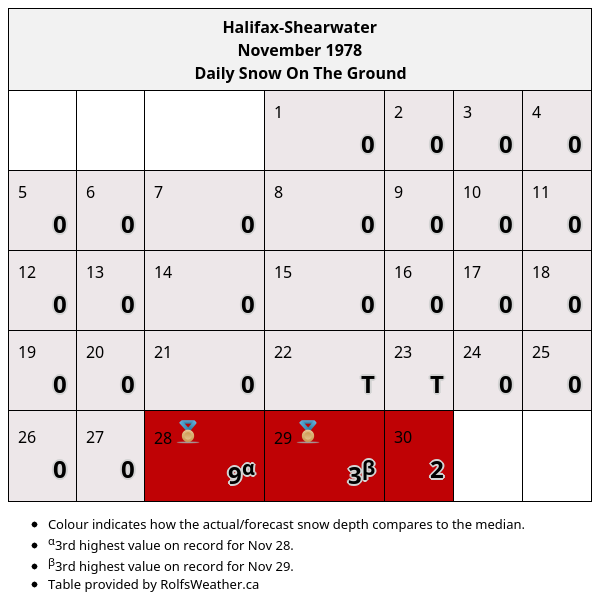 Halifax-Shearwater
November 1978
Daily Snow On The Ground
1 2 3 4
0 0 0 0
5 6 7 8 9 10 11
0 0 0 0 0 0 0
12 13 14 15 16 17 18
0 0 0 0 0 0 0
19 20 21 22 23 24 25
0 0 0 T T 0 0
26 27 28 29 30
0 0 9α 3β 2
Colour indicates how the actual/forecast snow depth compares to the median.
α3rd highest value on record for Nov 28.
β3rd highest value on record for Nov 29.
Table provided by RolfsWeather.ca